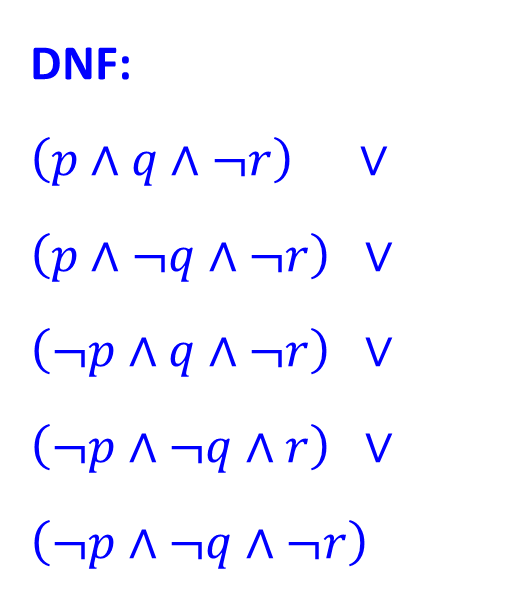 DNF:
(p ∧ q ∧ ¬r) ∨
(p ∧ ¬q ∧ ¬r) ∨
(¬p ∧ q ∧ ¬r) ∨
(¬p ∧ ¬q ∧ r) ∨
(¬p ∧ ¬q ∧ ¬r)